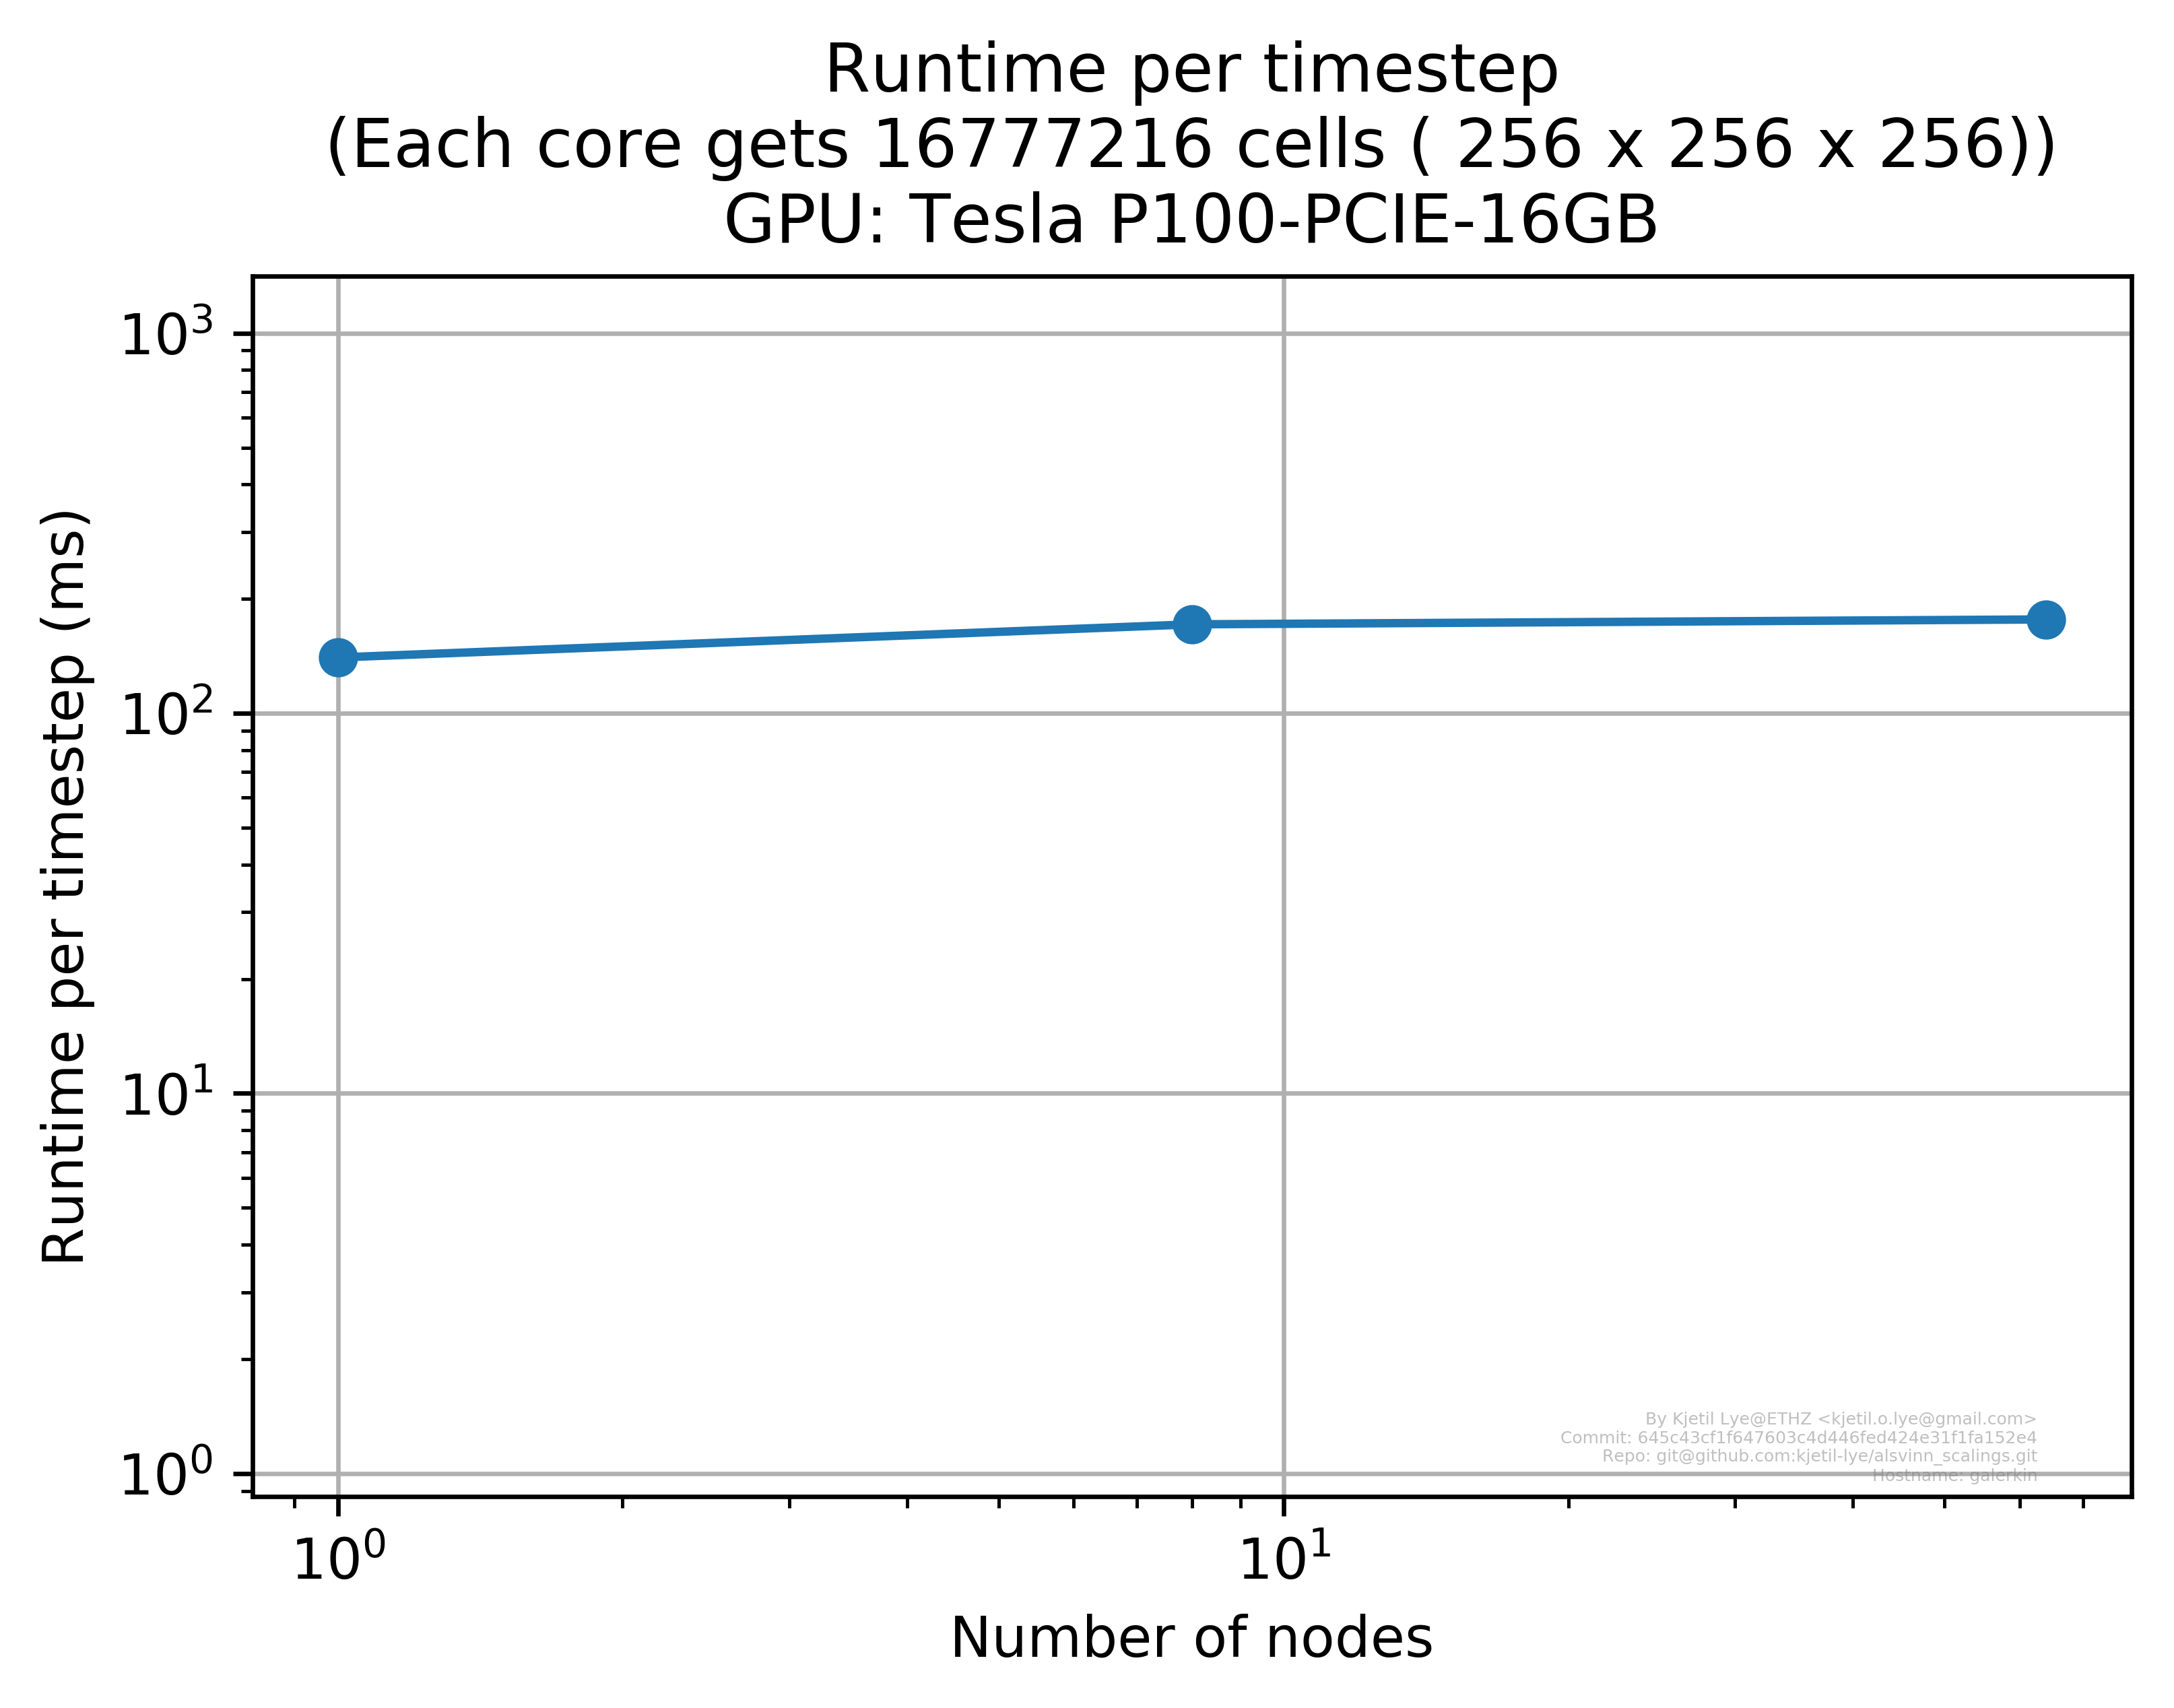 Runtime per timestep
(Each core gets 16777216 cells ( 256 x 256 x 256))
GPU: Tesla P100-PCIE-16GB
Runtime per timestep (ms)
10³
10²
10¹
10⁰
10⁰
10¹
Number of nodes
By Kjetil Lye@ETHZ <kjetil.o.lye@gmail.com>
Commit: 645c43cf1f647603c4d446fed424e31f1fa152e4
Repo: git@github.com:kjetil-lye/alsvinn_scalings.git
Hostname: galerkin